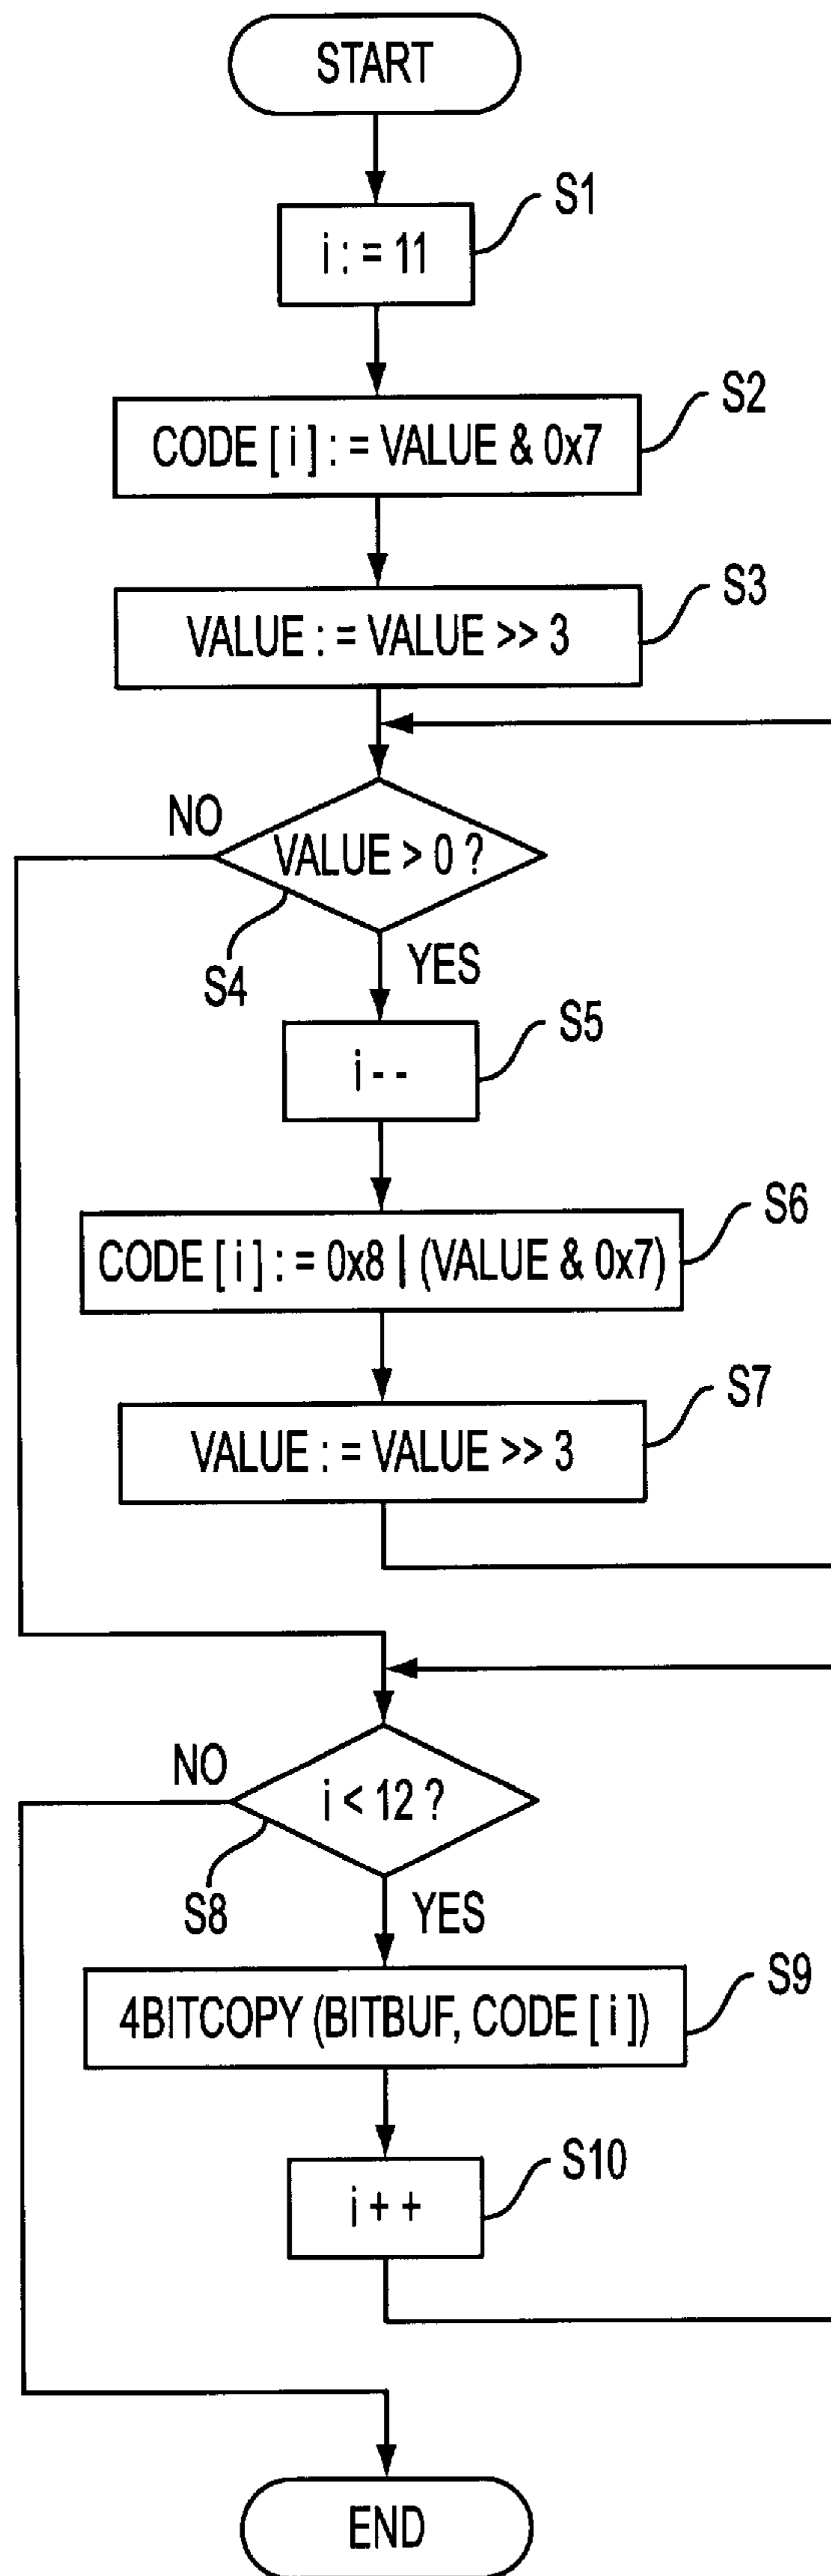 START
S1
i : = 11
S2
CODE [ i ] : = VALUE & 0x7
S3
VALUE : = VALUE >> 3
NO
VALUE > 0 ?
S4
YES
S5
i - -
S6
CODE [ i ] : = 0x8 | (VALUE & 0x7)
S7
VALUE : = VALUE >> 3
NO
i < 12 ?
S8
YES
S9
4BITCOPY (BITBUF, CODE [ i ])
S10
i + +
END